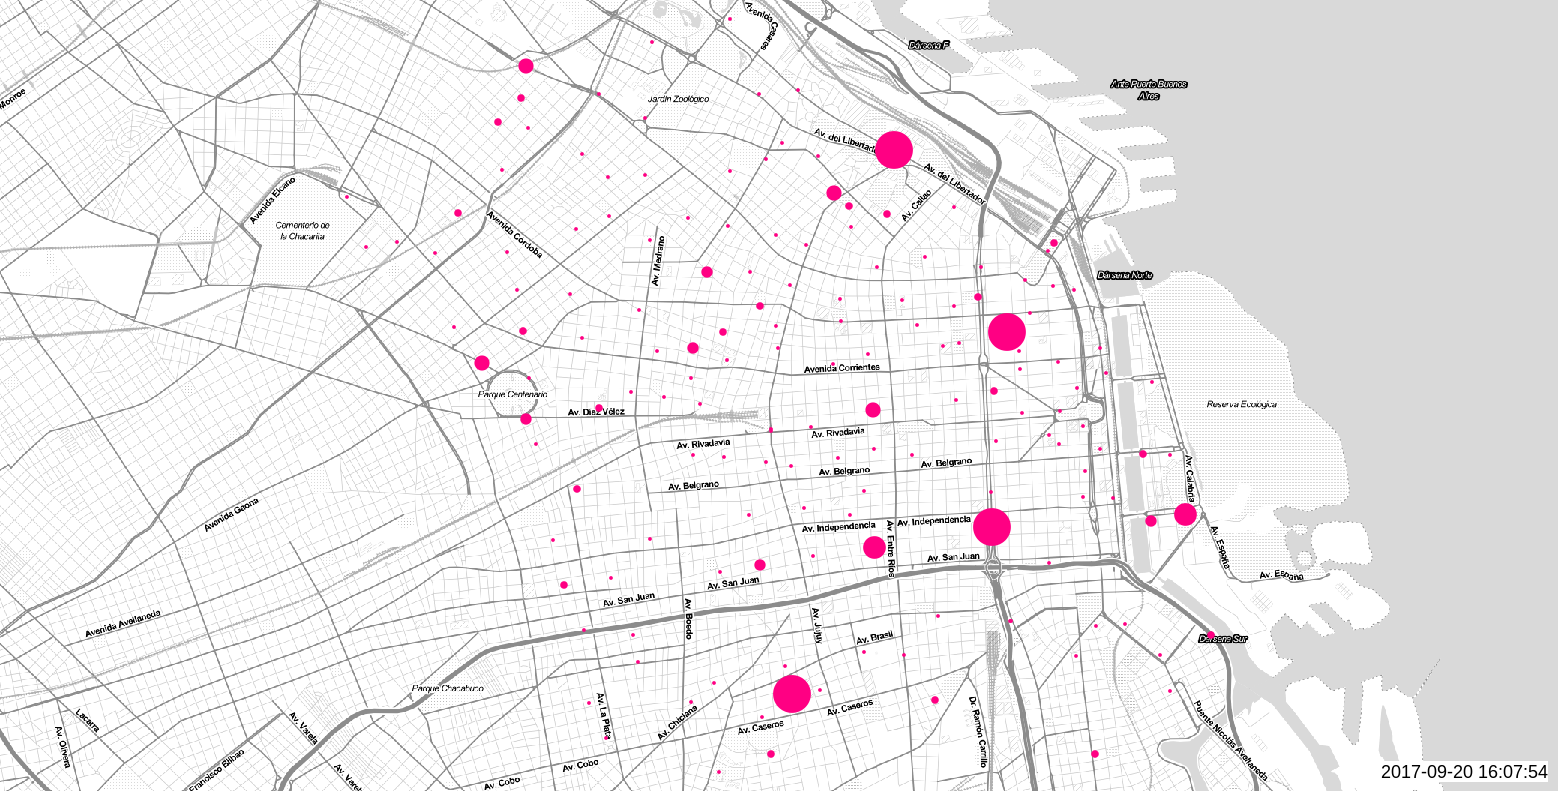 Avenida Casares
Dársena F
Ante Puerto Buenos
Aires
Monroe
Jardín Zoológico
Av. del Libertador
Av. del Libertador
Avenida Elcano
Av. Callao
Cementerio de
la Chacarita
Avenida Córdoba
Av. Medrano
Dársena Norte
Avenida Corrientes
Parque Centenario
Reserva Ecológica
Av. Díaz Vélez
Av. Rivadavia
Av. Rivadavia
Av. Belgrano
Av. Belgrano
Av. Belgrano
Av. Calabria
Avenida Gaona
Av. Independencia
Av. Independencia
Av. Entre Ríos
Av. España
Av. San Juan
Av. España
Av. San Juan
Av. San Juan
Av. Boedo
Av. Jujuy
Avenida Avellaneda
Av. Brasil
Dársena Sur
Parque Chacabuco
Av. La Plata
Av. Chiclana
Av. Caseros
Av. Caseros
Dr. Ramón Carrillo
Puente Nicolás Avellaneda
Lacarra
Av. Olivera
Av. Varela
Francisco Bilbao
Av. Varela
Av. Cobo
Av. Cobo
2017-09-20 16:07:54